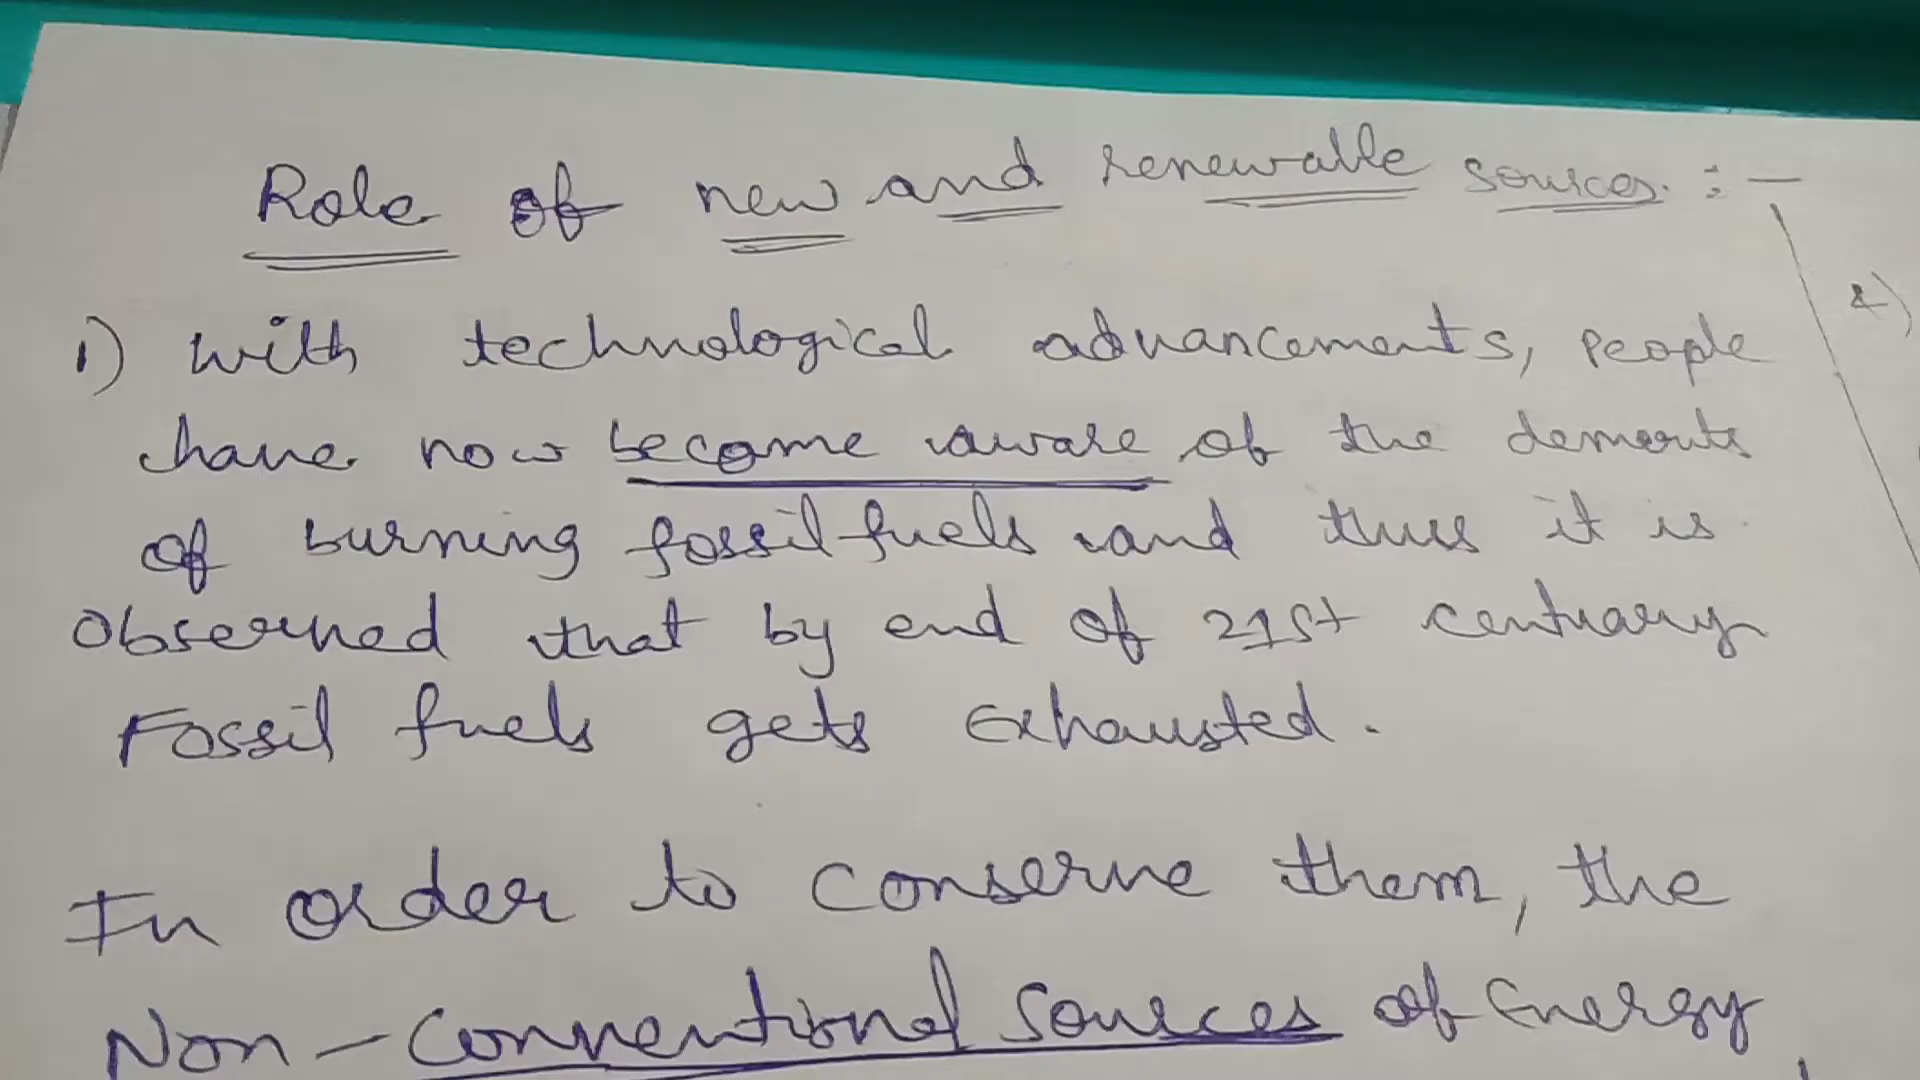 Role of new and renewable sources : —
1) with technological advancements, people
have now become aware of the demerits
of burning fossil fuels and thus it is
Observed that by end of 21st centuary
Fossil fuels gets Exhausted.
In order to conserve them, the
Non - Conventional Sources of Energy
2)